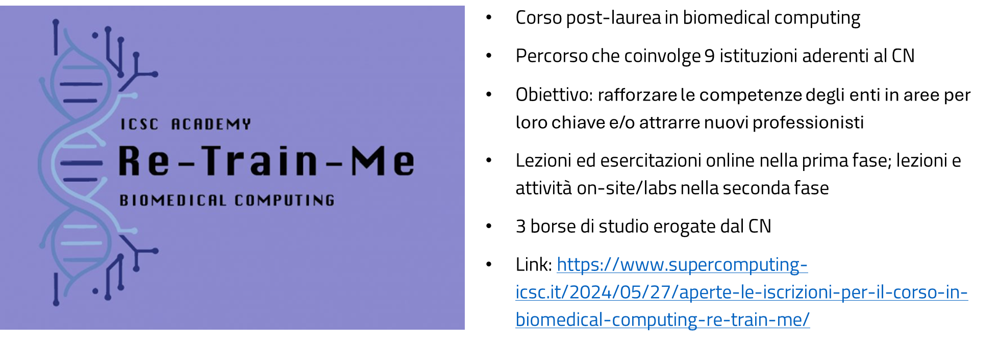 ICSC ACADEMY
Re-Train-Me
BIOMEDICAL COMPUTING
• Corso post-laurea in biomedical computing
• Percorso che coinvolge 9 istituzioni aderenti al CN
• Obiettivo: rafforzare le competenze degli enti in aree per
loro chiave e/o attrarre nuovi professionisti
• Lezioni ed esercitazioni online nella prima fase; lezioni e
attività on-site/labs nella seconda fase
• 3 borse di studio erogate dal CN
• Link: https://www.supercomputing-
icsc.it/2024/05/27/aperte-le-iscrizioni-per-il-corso-in-
biomedical-computing-re-train-me/